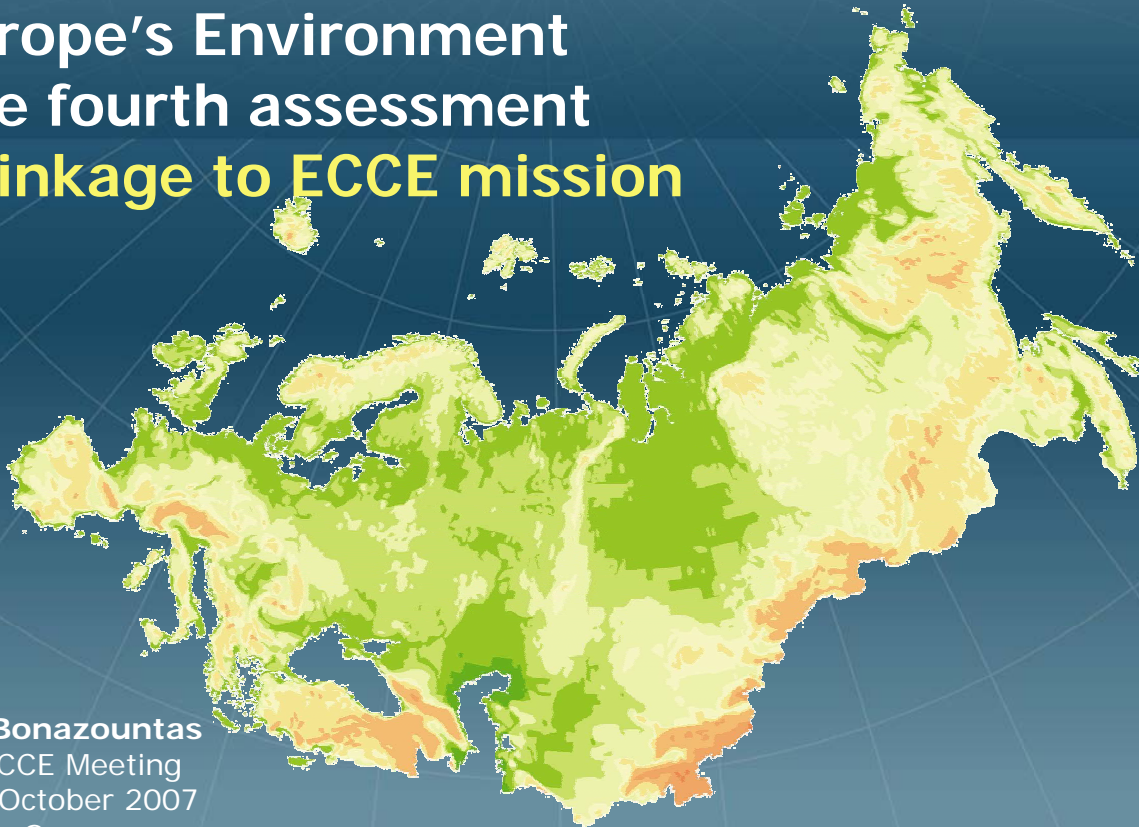 rope's Environment
e fourth assessment
inkage to ECCE mission
Bonazountas
CCE Meeting
October 2007